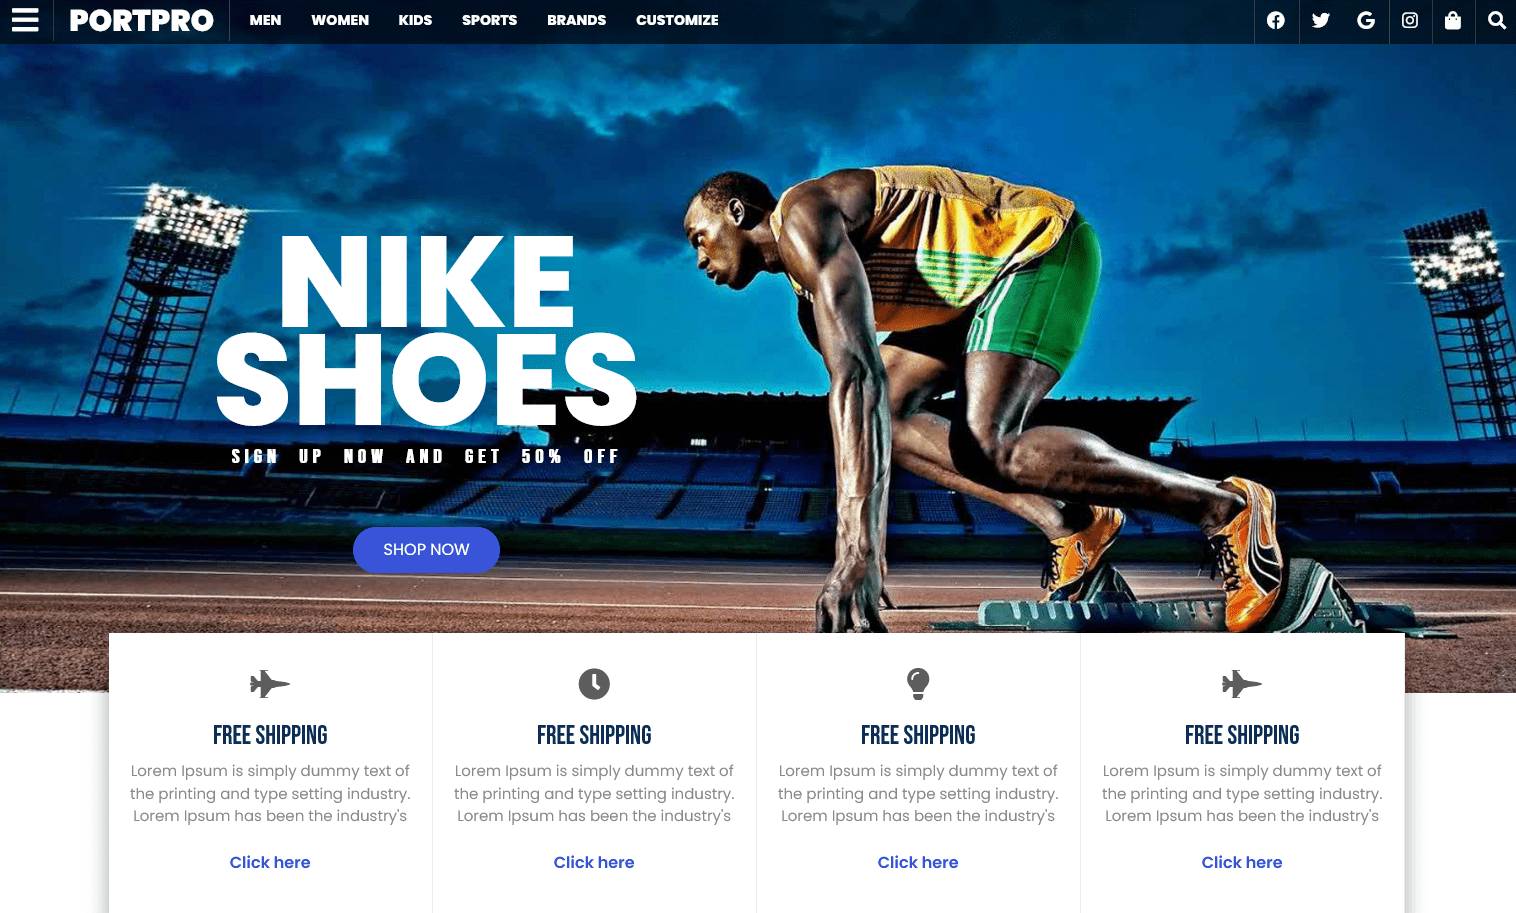 PORTPRO
MEN WOMEN KIDS SPORTS BRANDS CUSTOMIZE
NIKE
SHOES
SIGN UP NOW AND GET 50% OFF
SHOP NOW
FREE SHIPPING
Lorem Ipsum is simply dummy text of
the printing and type setting industry.
Lorem Ipsum has been the industry's
Click here
FREE SHIPPING
Lorem Ipsum is simply dummy text of
the printing and type setting industry.
Lorem Ipsum has been the industry's
Click here
FREE SHIPPING
Lorem Ipsum is simply dummy text of
the printing and type setting industry.
Lorem Ipsum has been the industry's
Click here
FREE SHIPPING
Lorem Ipsum is simply dummy text of
the printing and type setting industry.
Lorem Ipsum has been the industry's
Click here